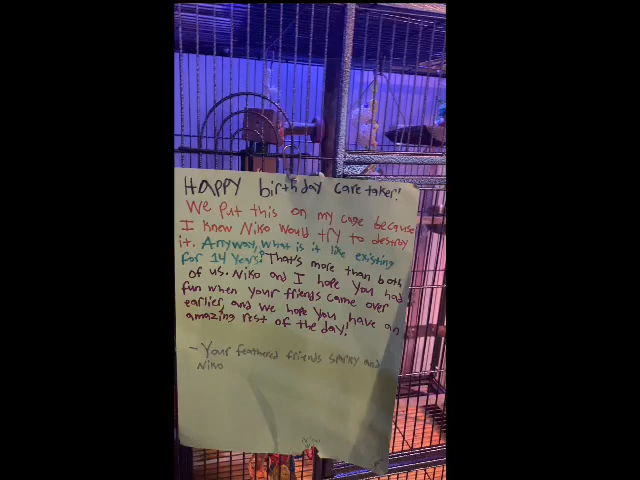 Happy birthday care taker!
We put this on my cage because
I knew Niko would try to destroy
it. Anyway, what is it like existing
for 14 years? That's more than both
of us. Niko and I hope you had
fun when your friends came over
earlier, and we hope you have an
amazing rest of the day!
- Your feathered friends Sparky and
Niko